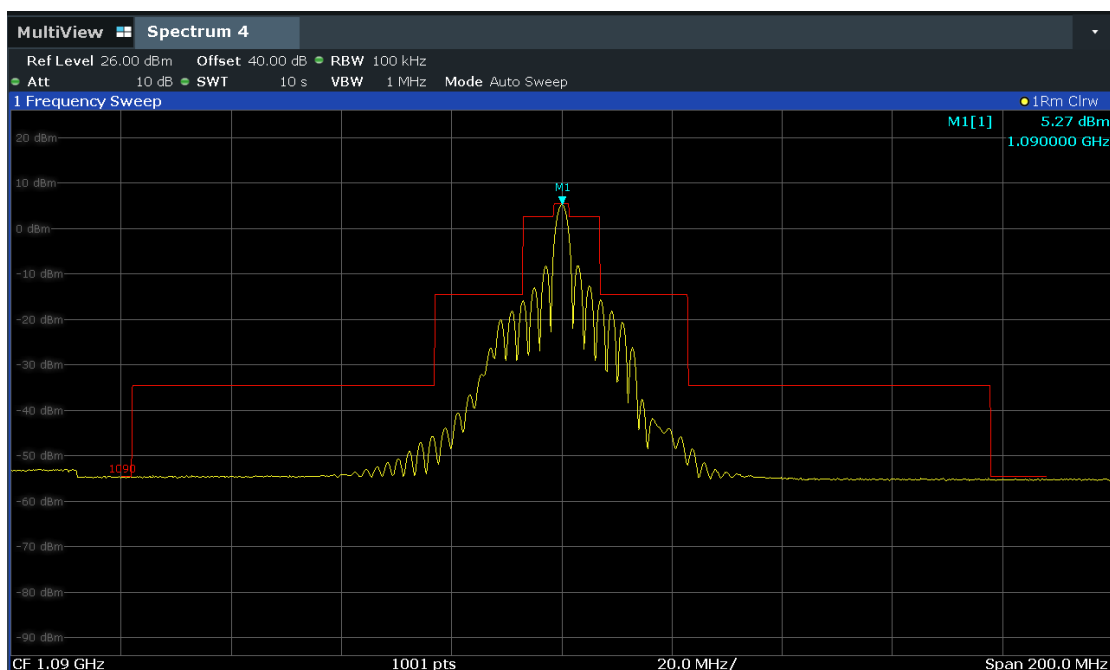 MultiView Spectrum 4
Ref Level 26.00 dBm Offset 40.00 dB RBW 100 kHz
Att 10 dB SWT 10 s VBW 1 MHz Mode Auto Sweep
1 Frequency Sweep 1Rm Clrw
M1[1] 5.27 dBm
1.090000 GHz
20 dBm
10 dBm
M1
0 dBm
-10 dBm
-20 dBm
-30 dBm
-40 dBm
-50 dBm
1090
-60 dBm
-70 dBm
-80 dBm
-90 dBm
CF 1.09 GHz 1001 pts 20.0 MHz/ Span 200.0 MHz